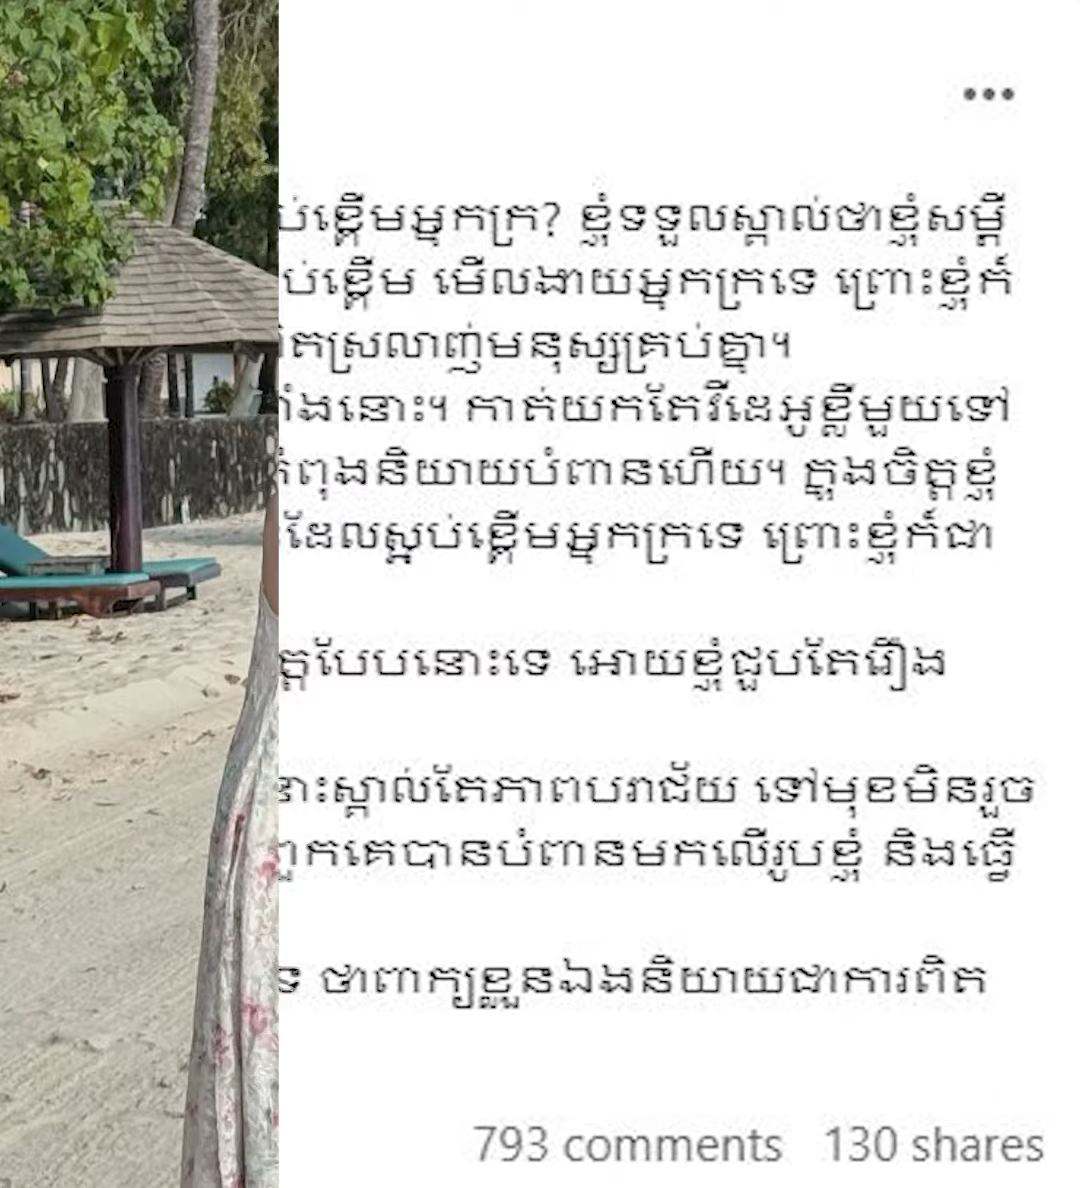 ប់ខ្ពើមអ្នកក្រ? ខ្ញុំទទួលស្គាល់ថាខ្ញុំសម្ដី
ប់ខ្ពើម មើលងាយអ្នកក្រទេ ព្រោះខ្ញុំក៍
ិតស្រលាញ់មនុស្សគ្រប់គ្នា។
ាំងនោះ។ កាត់យកតែវីដេអូខ្លីមួយទៅ
កំពុងនិយាយបំពានហើយ។ ក្នុងចិត្តខ្ញុំ
ដែលស្អប់ខ្ពើមអ្នកក្រទេ ព្រោះខ្ញុំក៍ជា
ត្តបែបនោះទេ អោយខ្ញុំជួបតែរឿង
នោះស្គាល់តែភាពបរាជ័យ ទៅមុខមិនរួច
ពួកគេបានបំពានមកលើរូបខ្ញុំ និងធ្វើ
ទ ថាពាក្យខ្លួនឯងនិយាយជាការពិត
793 comments 130 shares